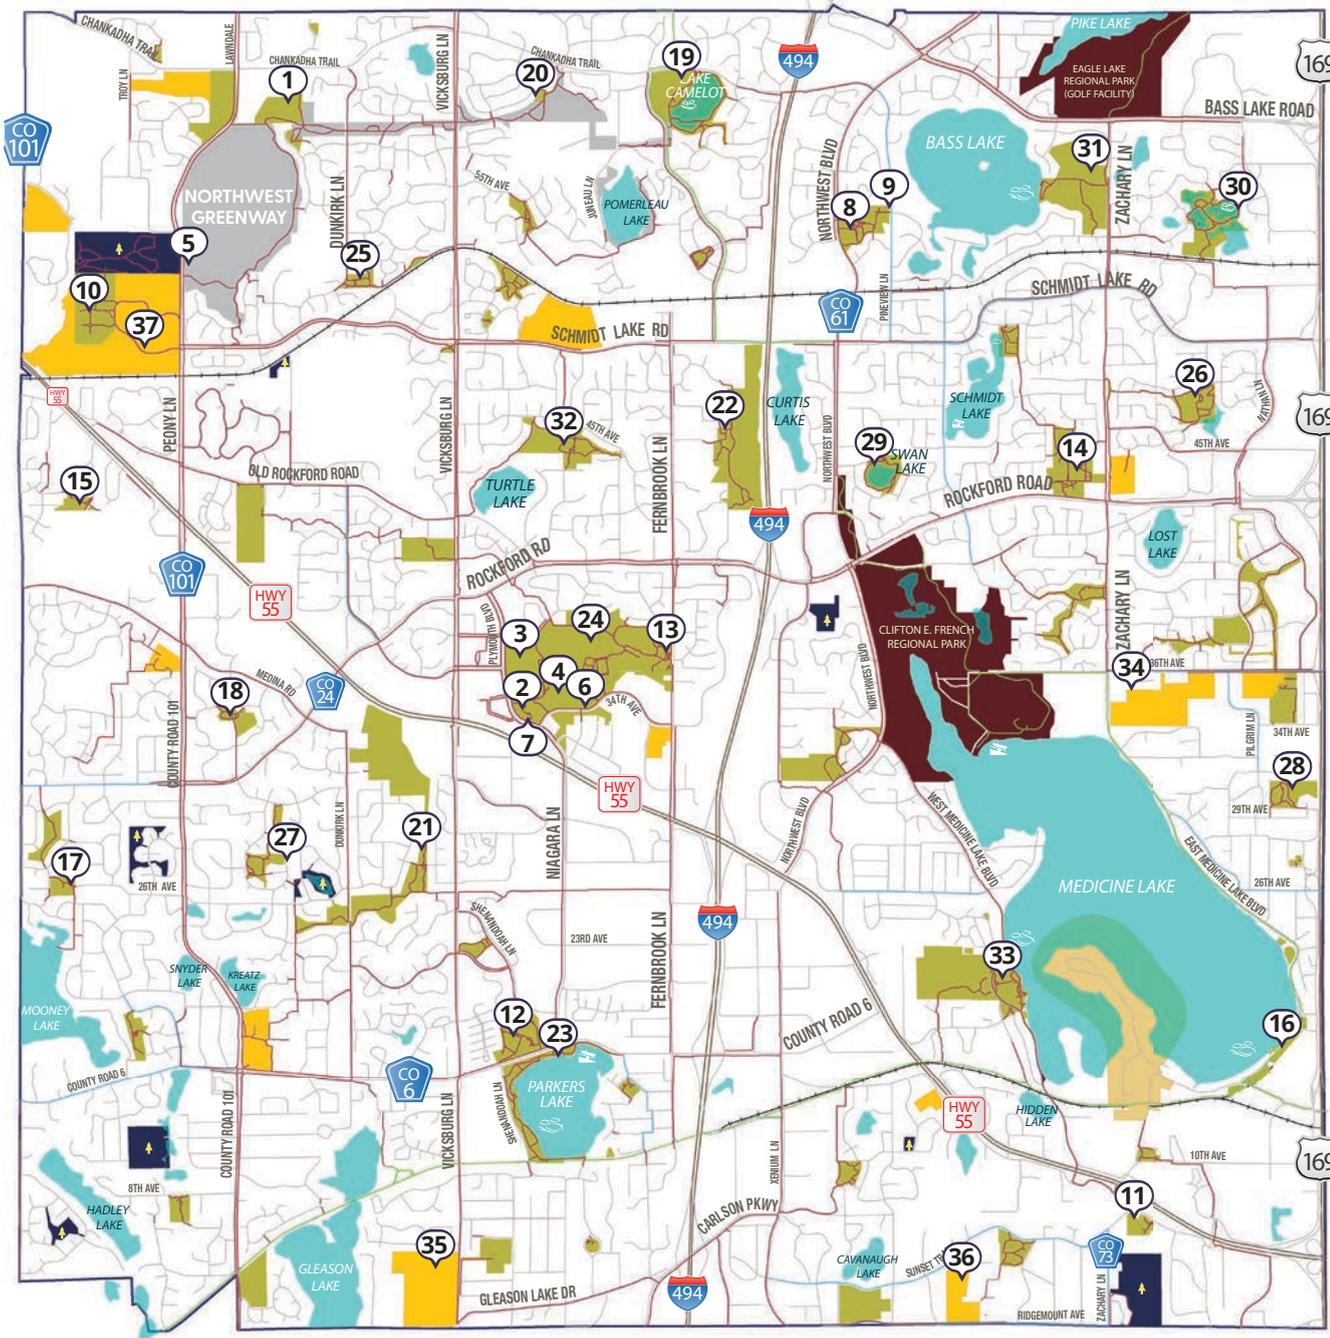 CHANKADHA TRAIL
TROY LN
LAWNDALE
1
CHANKADHA TRAIL
VICKSBURG LN
20
CHANKADHA TRAIL
19
LAKE
CAMELOT
494
PIKE LAKE
EAGLE LAKE
REGIONAL PARK
(GOLF FACILITY)
169
BASS LAKE ROAD
CO
101
NORTHWEST
GREENWAY
DUNKIRK LN
55TH AVE
JUNEAU LN
POMERLEAU
LAKE
NORTHWEST BLVD
8
9
BASS LAKE
31
ZACHARY LN
30
5
25
10
37
SCHMIDT LAKE RD
CO
61
PINEVIEW LN
SCHMIDT LAKE RD
HWY
55
PEONY LN
VICKSBURG LN
32
45TH AVE
FERNBROOK LN
22
CURTIS
LAKE
NORTHWEST BLVD
29
SWAN
LAKE
SCHMIDT
LAKE
14
26
45TH AVE
NATHAN LN
169
15
OLD ROCKFORD ROAD
TURTLE
LAKE
494
ROCKFORD ROAD
LOST
LAKE
CO
101
HWY
55
ROCKFORD RD
PLYMOUTH BLVD
3
24
13
4
2
6
34TH AVE
7
CLIFTON E. FRENCH
REGIONAL PARK
NORTHWEST BLVD
ZACHARY LN
36TH AVE
34
PILGRIM LN
34TH AVE
28
29TH AVE
MEDINA RD
CO
24
18
COUNTY ROAD 101
HWY
55
NIAGARA LN
NORTHWEST BLVD
WEST MEDICINE LAKE BLVD
EAST MEDICINE LAKE BLVD
26TH AVE
MEDICINE LAKE
17
26TH AVE
27
DUNKIRK LN
21
SHENANDOAH LN
23RD AVE
FERNBROOK LN
494
33
16
SNYDER
LAKE
KREATZ
LAKE
MOONEY
LAKE
COUNTY ROAD 6
12
23
CO
6
PARKERS
LAKE
SHENANDOAH LN
VICKSBURG LN
COUNTY ROAD 6
HWY
55
HIDDEN
LAKE
169
COUNTY ROAD 101
8TH AVE
HADLEY
LAKE
GLEASON
LAKE
35
GLEASON LAKE DR
494
CARLSON PKWY
XENIUM LN
10TH AVE
11
CAVANAUGH
LAKE
SUNSET TR
36
CO
73
ZACHARY LN
RIDGEMOUNT AVE